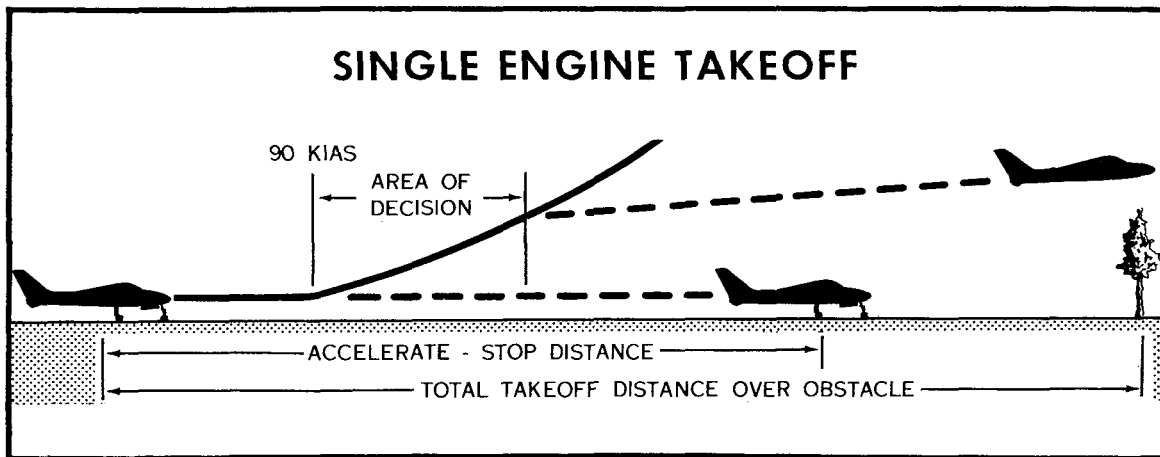 SINGLE ENGINE TAKEOFF
90 KIAS
AREA OF
DECISION
ACCELERATE - STOP DISTANCE
TOTAL TAKEOFF DISTANCE OVER OBSTACLE